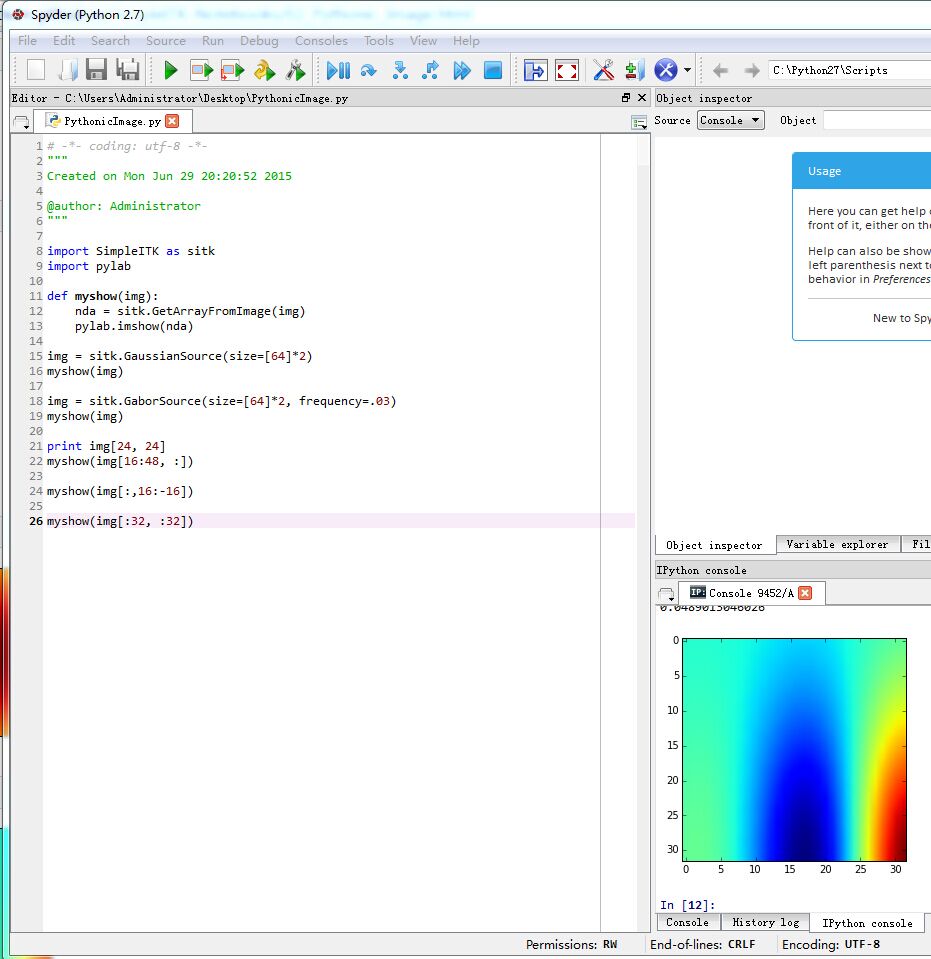 Spyder (Python 2.7)
File Edit Search Source Run Debug Consoles Tools View Help
C:\Python27\Scripts
Editor - C:\Users\Administrator\Desktop\PythonicImage.py
PythonicImage.py
1 # -*- coding: utf-8 -*-
2 """
3 Created on Mon Jun 29 20:20:52 2015
4
5 @author: Administrator
6 """
7
8 import SimpleITK as sitk
9 import pylab
10
11 def myshow(img):
12     nda = sitk.GetArrayFromImage(img)
13     pylab.imshow(nda)
14
15 img = sitk.GaussianSource(size=[64]*2)
16 myshow(img)
17
18 img = sitk.GaborSource(size=[64]*2, frequency=.03)
19 myshow(img)
20
21 print img[24, 24]
22 myshow(img[16:48, :])
23
24 myshow(img[:,16:-16])
25
26 myshow(img[:32, :32])
Object inspector
Source Console Object
Usage
Here you can get help
front of it, either on the
Help can also be show
left parenthesis next to
behavior in Preferences
New to Spy
Object inspector Variable explorer Fil
IPython console
IP: Console 9452/A
0.0489013046026
0
5
10
15
20
25
30
0 5 10 15 20 25 30
In [12]:
Console History log IPython console
Permissions: RW End-of-lines: CRLF Encoding: UTF-8